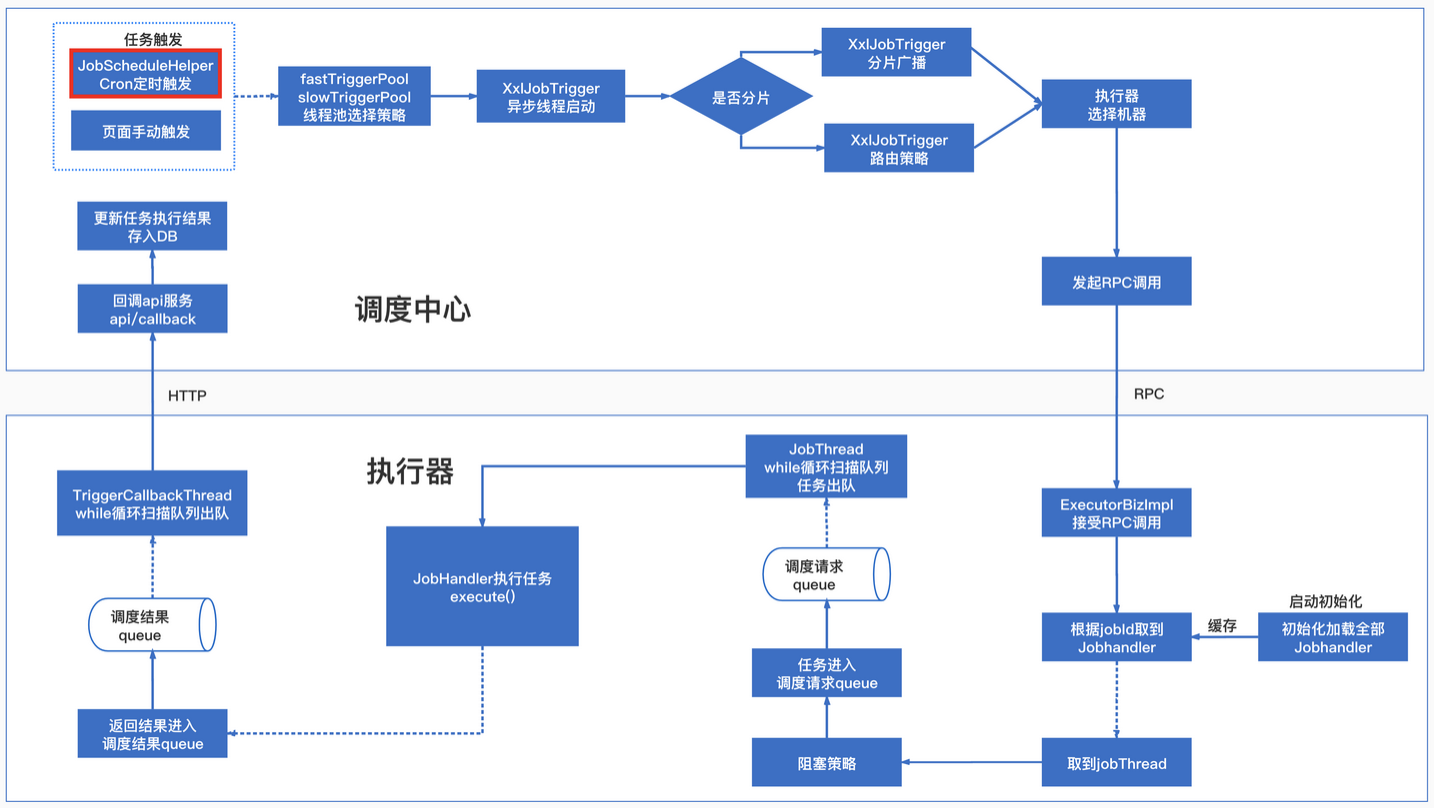 任务触发
JobScheduleHelper
Cron定时触发
页面手动触发
fastTriggerPool
slowTriggerPool
线程池选择策略
XxlJobTrigger
异步线程启动
是否分片
XxlJobTrigger
分片广播
XxlJobTrigger
路由策略
执行器
选择机器
更新任务执行结果
存入DB
回调api服务
api/callback
调度中心
发起RPC调用
HTTP
RPC
执行器
TriggerCallbackThread
while循环扫描队列出队
调度结果
queue
返回结果进入
调度结果queue
JobHandler执行任务
execute()
JobThread
while循环扫描队列
任务出队
调度请求
queue
任务进入
调度请求queue
阻塞策略
ExecutorBizImpl
接受RPC调用
根据jobId取到
Jobhandler
缓存
启动初始化
初始化加载全部
Jobhandler
取到jobThread